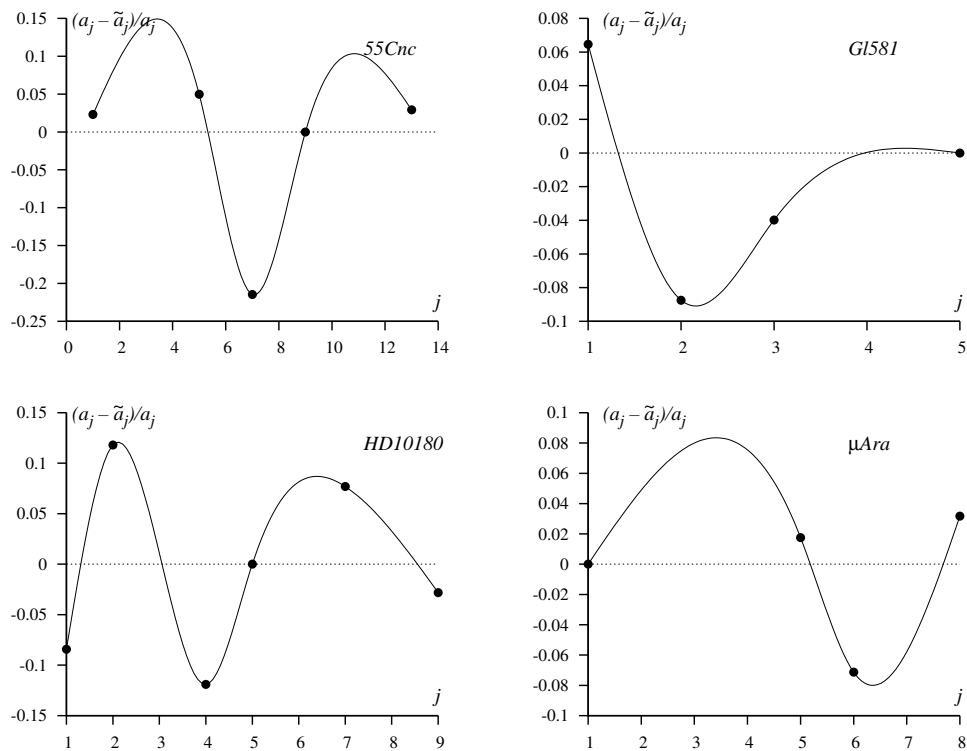 (a_j – ã_j)/a_j
55Cnc
0.15
0.1
0.05
0
-0.05
-0.1
-0.15
-0.2
-0.25
j
0 2 4 6 8 10 12 14
(a_j – ã_j)/a_j
Gl581
0.08
0.06
0.04
0.02
0
-0.02
-0.04
-0.06
-0.08
-0.1
j
1 2 3 4 5
(a_j – ã_j)/a_j
HD10180
0.15
0.1
0.05
0
-0.05
-0.1
-0.15
j
1 2 3 4 5 6 7 8 9
(a_j – ã_j)/a_j
μAra
0.1
0.08
0.06
0.04
0.02
0
-0.02
-0.04
-0.06
-0.08
-0.1
j
1 2 3 4 5 6 7 8